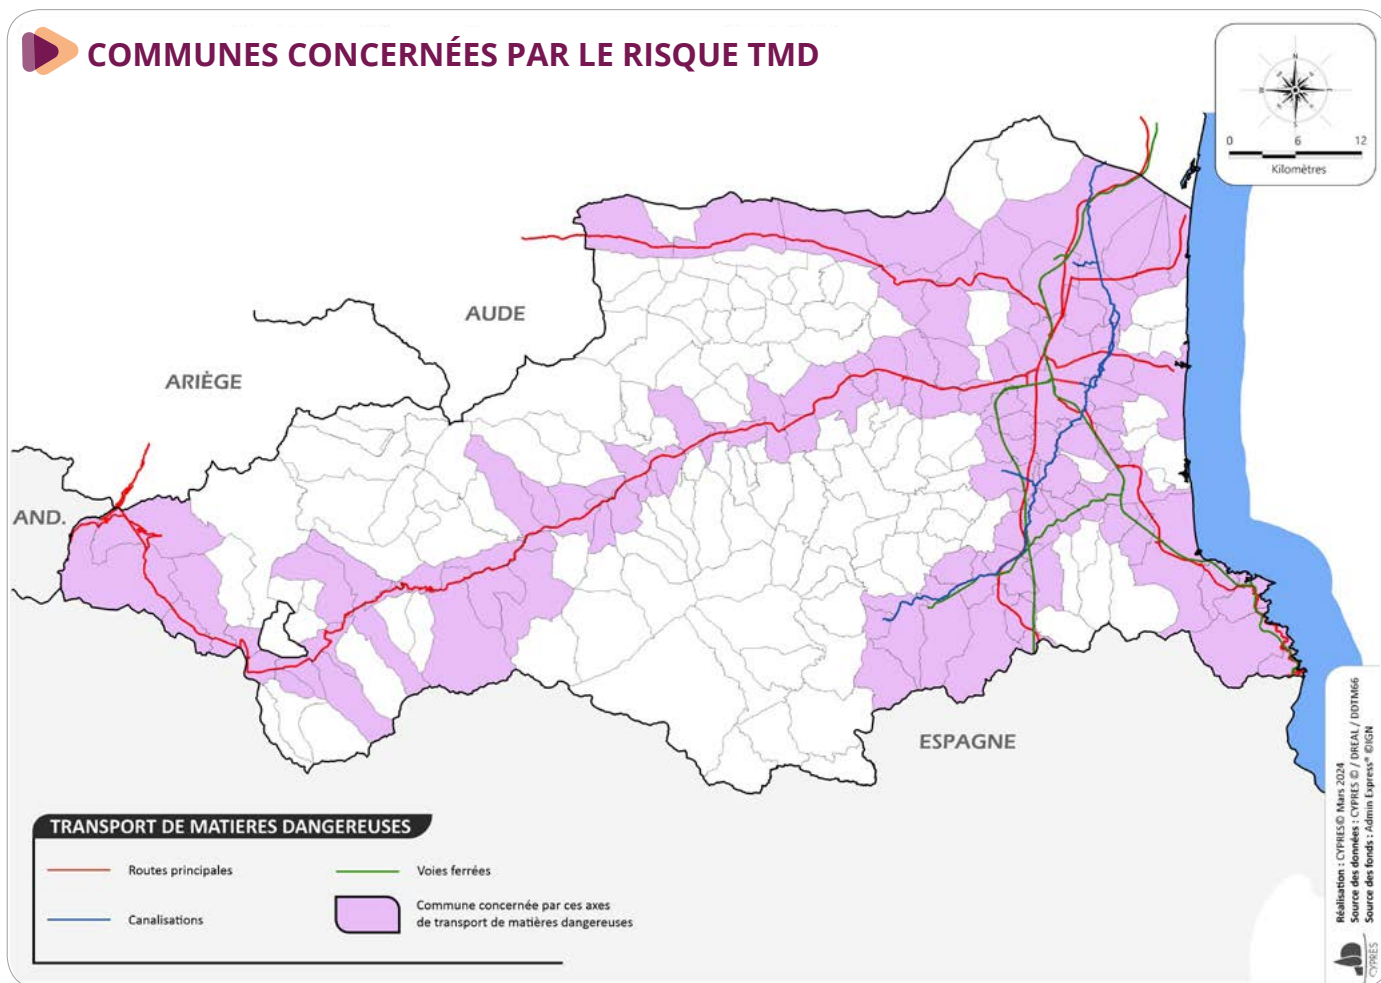 COMMUNES CONCERNÉES PAR LE RISQUE TMD
N
S
0 6 12
Kilomètres
AUDE
ARIÈGE
AND.
ESPAGNE
TRANSPORT DE MATIERES DANGEREUSES
Routes principales
Voies ferrées
Canalisations
Commune concernée par ces axes
de transport de matières dangereuses
Réalisation : CYPRES© Mars 2024
Source des données : CYPRES © / DREAL / DDTM66
Source des fonds : Admin Express® ©IGN
CYPRÈS